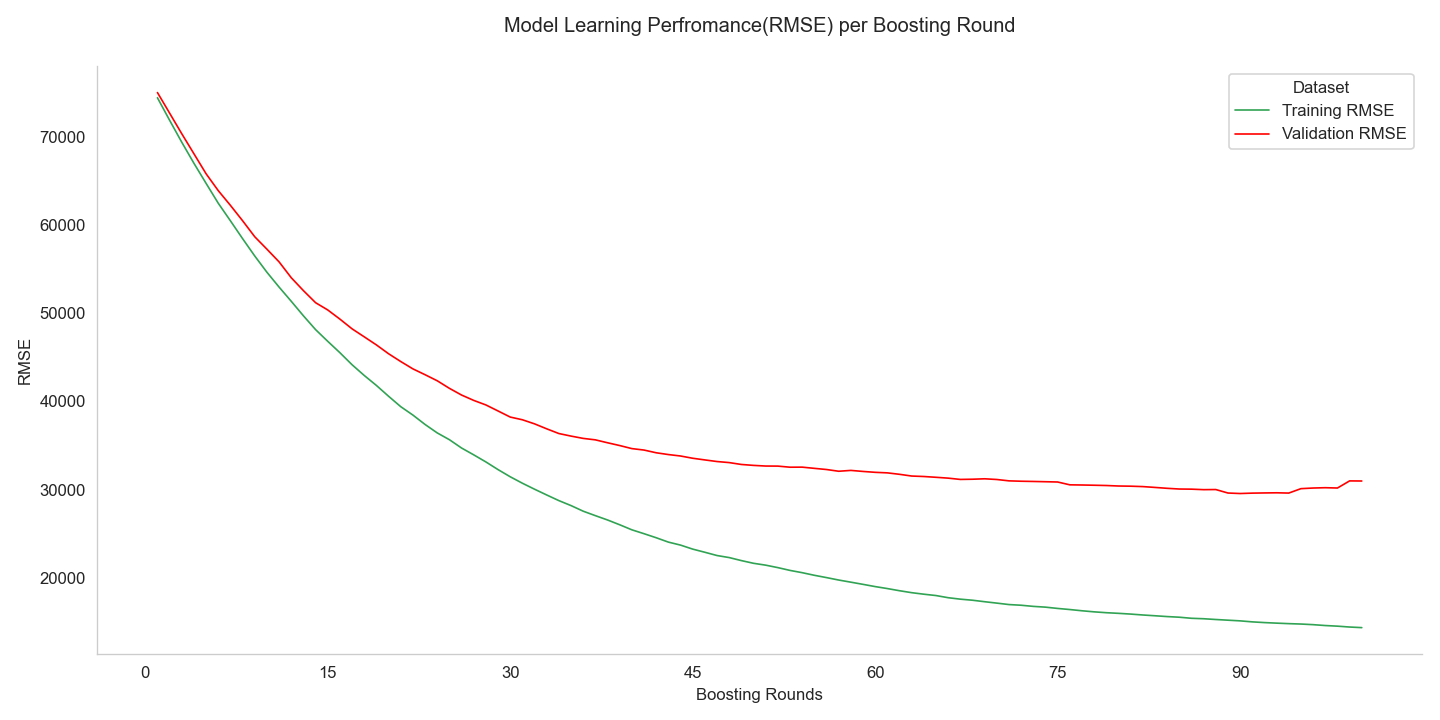 Model Learning Perfromance(RMSE) per Boosting Round
Dataset
Training RMSE
Validation RMSE
70000
60000
50000
40000
30000
20000
RMSE
0 15 30 45 60 75 90
Boosting Rounds